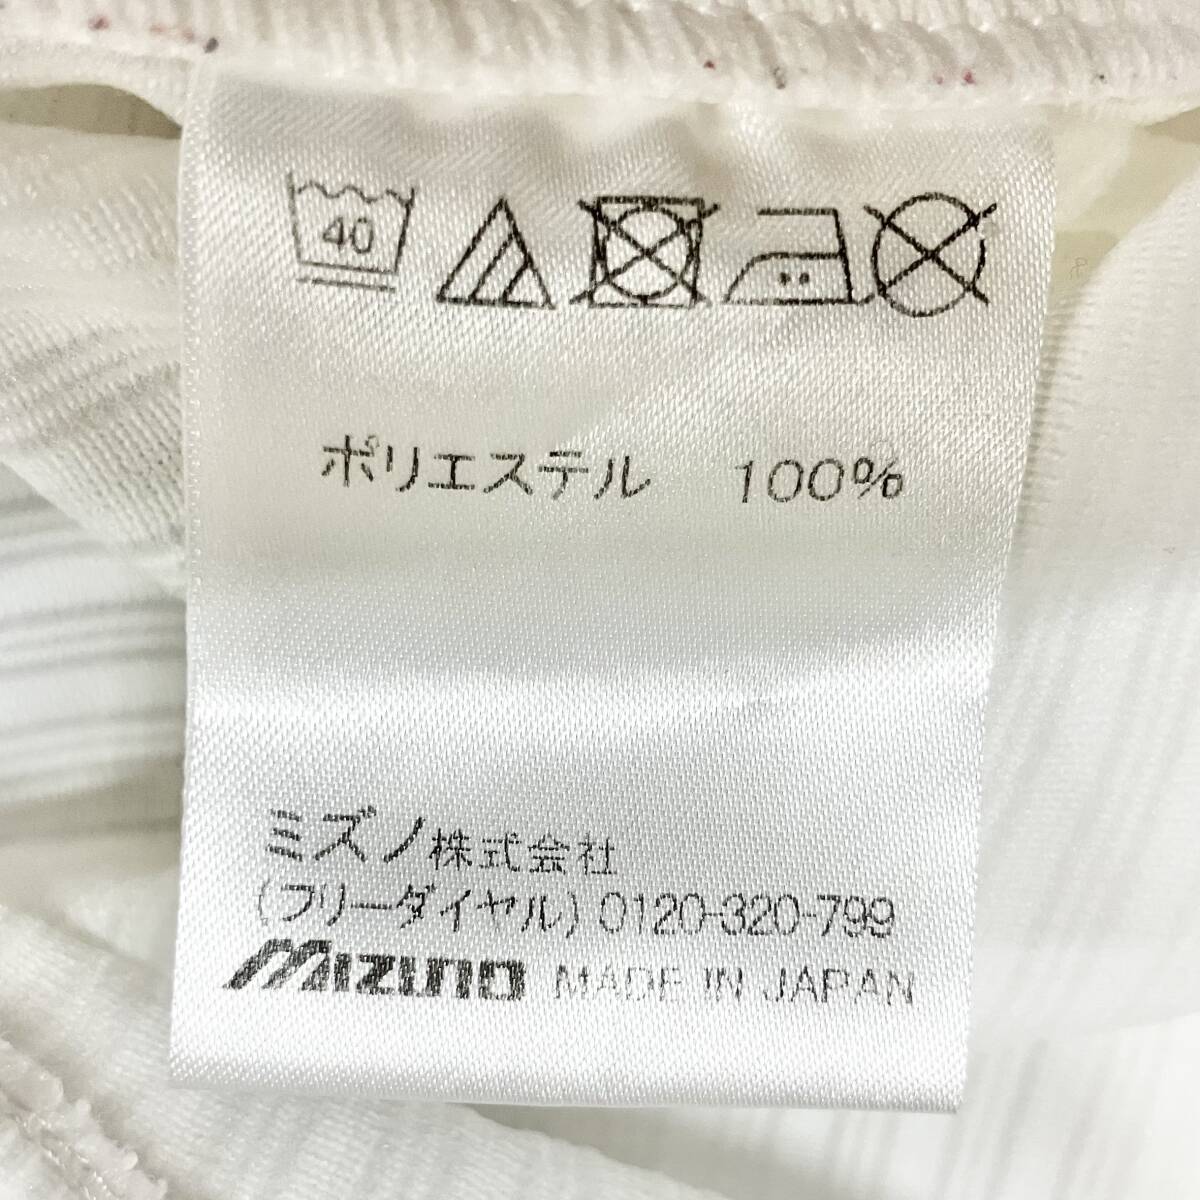 40
ポリエステル 100%
ミズノ株式会社
(フリーダイヤル) 0120-320-799
MIZUNO MADE IN JAPAN